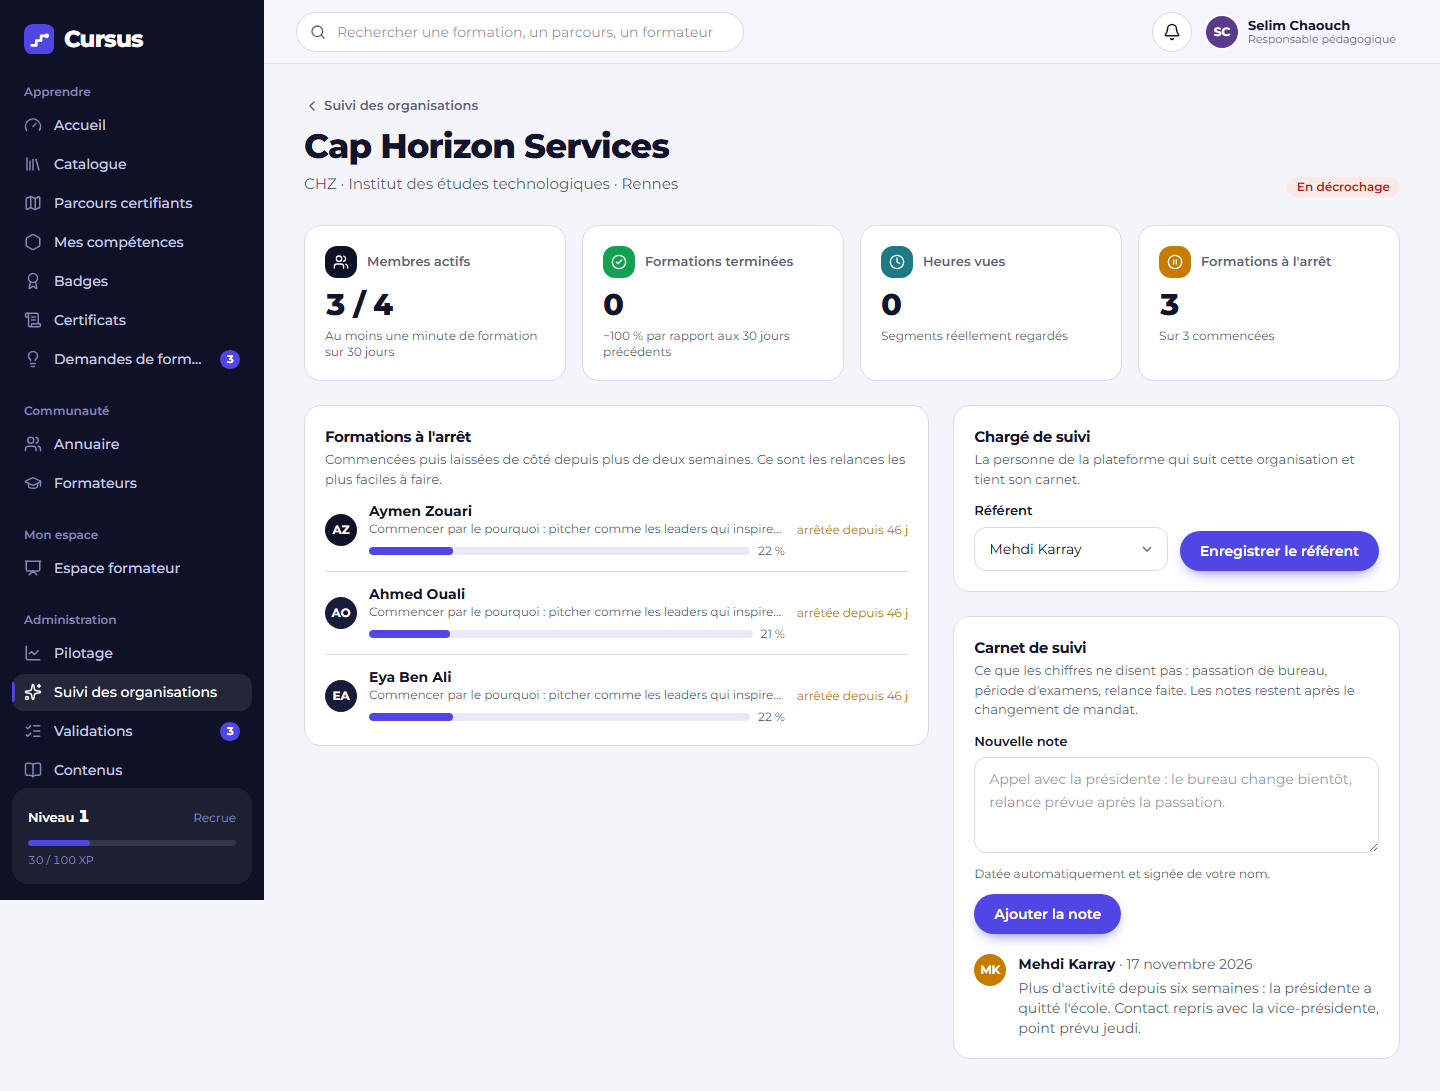 Cursus
Apprendre
Accueil
Catalogue
Parcours certifiants
Mes compétences
Badges
Certificats
Demandes de form... 3
Communauté
Annuaire
Formateurs
Mon espace
Espace formateur
Administration
Pilotage
Suivi des organisations
Validations 3
Contenus
Niveau 1 Recrue
30 / 100 XP
Rechercher une formation, un parcours, un formateur
SC Selim Chaouch
Responsable pédagogique
Suivi des organisations
Cap Horizon Services
CHZ · Institut des études technologiques · Rennes
En décrochage
Membres actifs
3 / 4
Au moins une minute de formation
sur 30 jours
Formations terminées
0
−100 % par rapport aux 30 jours
précédents
Heures vues
0
Segments réellement regardés
Formations à l'arrêt
3
Sur 3 commencées
Formations à l'arrêt
Commencées puis laissées de côté depuis plus de deux semaines. Ce sont les relances les
plus faciles à faire.
AZ Aymen Zouari
Commencer par le pourquoi : pitcher comme les leaders qui inspire... arrêtée depuis 46 j
22 %
AO Ahmed Ouali
Commencer par le pourquoi : pitcher comme les leaders qui inspire... arrêtée depuis 46 j
21 %
EA Eya Ben Ali
Commencer par le pourquoi : pitcher comme les leaders qui inspire... arrêtée depuis 46 j
22 %
Chargé de suivi
La personne de la plateforme qui suit cette organisation et
tient son carnet.
Référent
Mehdi Karray Enregistrer le référent
Carnet de suivi
Ce que les chiffres ne disent pas : passation de bureau,
période d'examens, relance faite. Les notes restent après le
changement de mandat.
Nouvelle note
Appel avec la présidente : le bureau change bientôt,
relance prévue après la passation.
Datée automatiquement et signée de votre nom.
Ajouter la note
MK Mehdi Karray · 17 novembre 2026
Plus d'activité depuis six semaines : la présidente a
quitté l'école. Contact repris avec la vice-présidente,
point prévu jeudi.